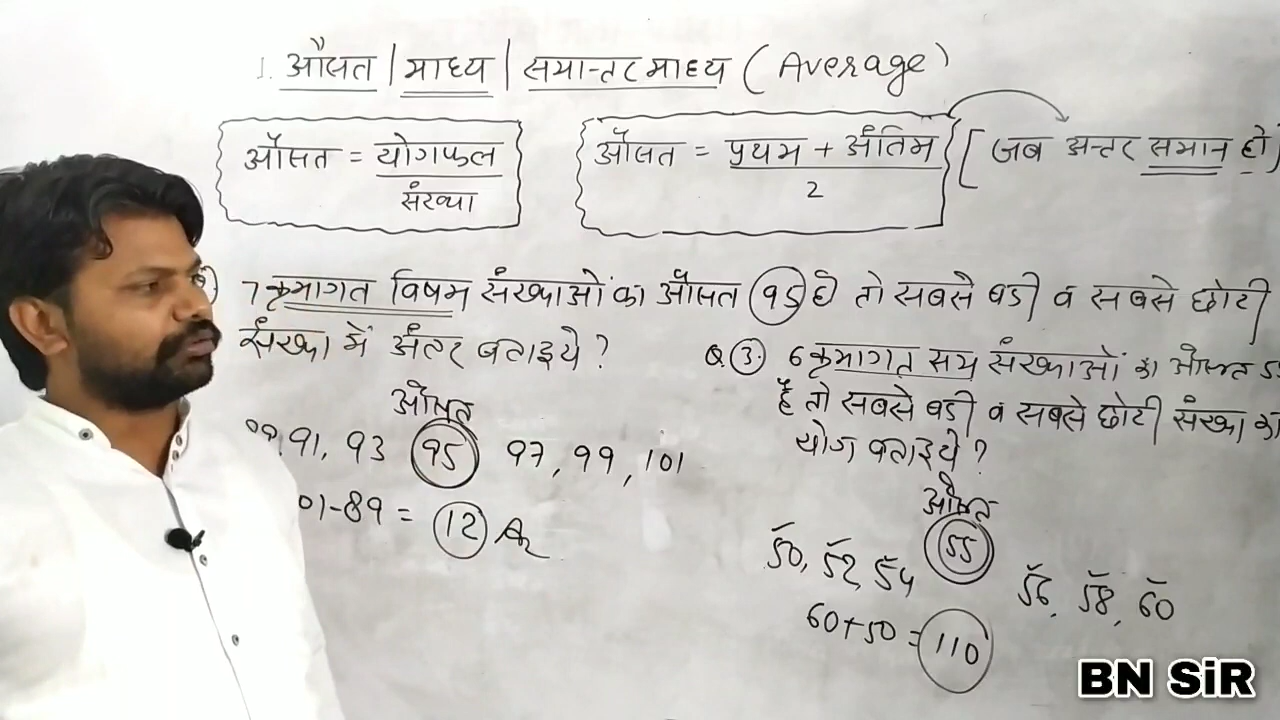 1. औसत | माध्य | समान्तर माध्य ( Average )
औसत = योगफल / संख्या
औसत = प्रथम + अंतिम / 2 [ जब अन्तर समान हो ]
7 क्रमागत विषम संख्याओं का औसत 95 है तो सबसे बडी व सबसे छोटी
संख्या में अंतर बताइये ?
औसत
89, 91, 93 95 97, 99, 101
101-89 = 12 Ans
Q. 3. 6 क्रमागत सम संख्याओं का औसत 55
है तो सबसे बडी व सबसे छोटी संख्या का
योग बताइये ?
औसत
55
50, 52, 54 56, 58, 60
60+50 = 110
BN SiR